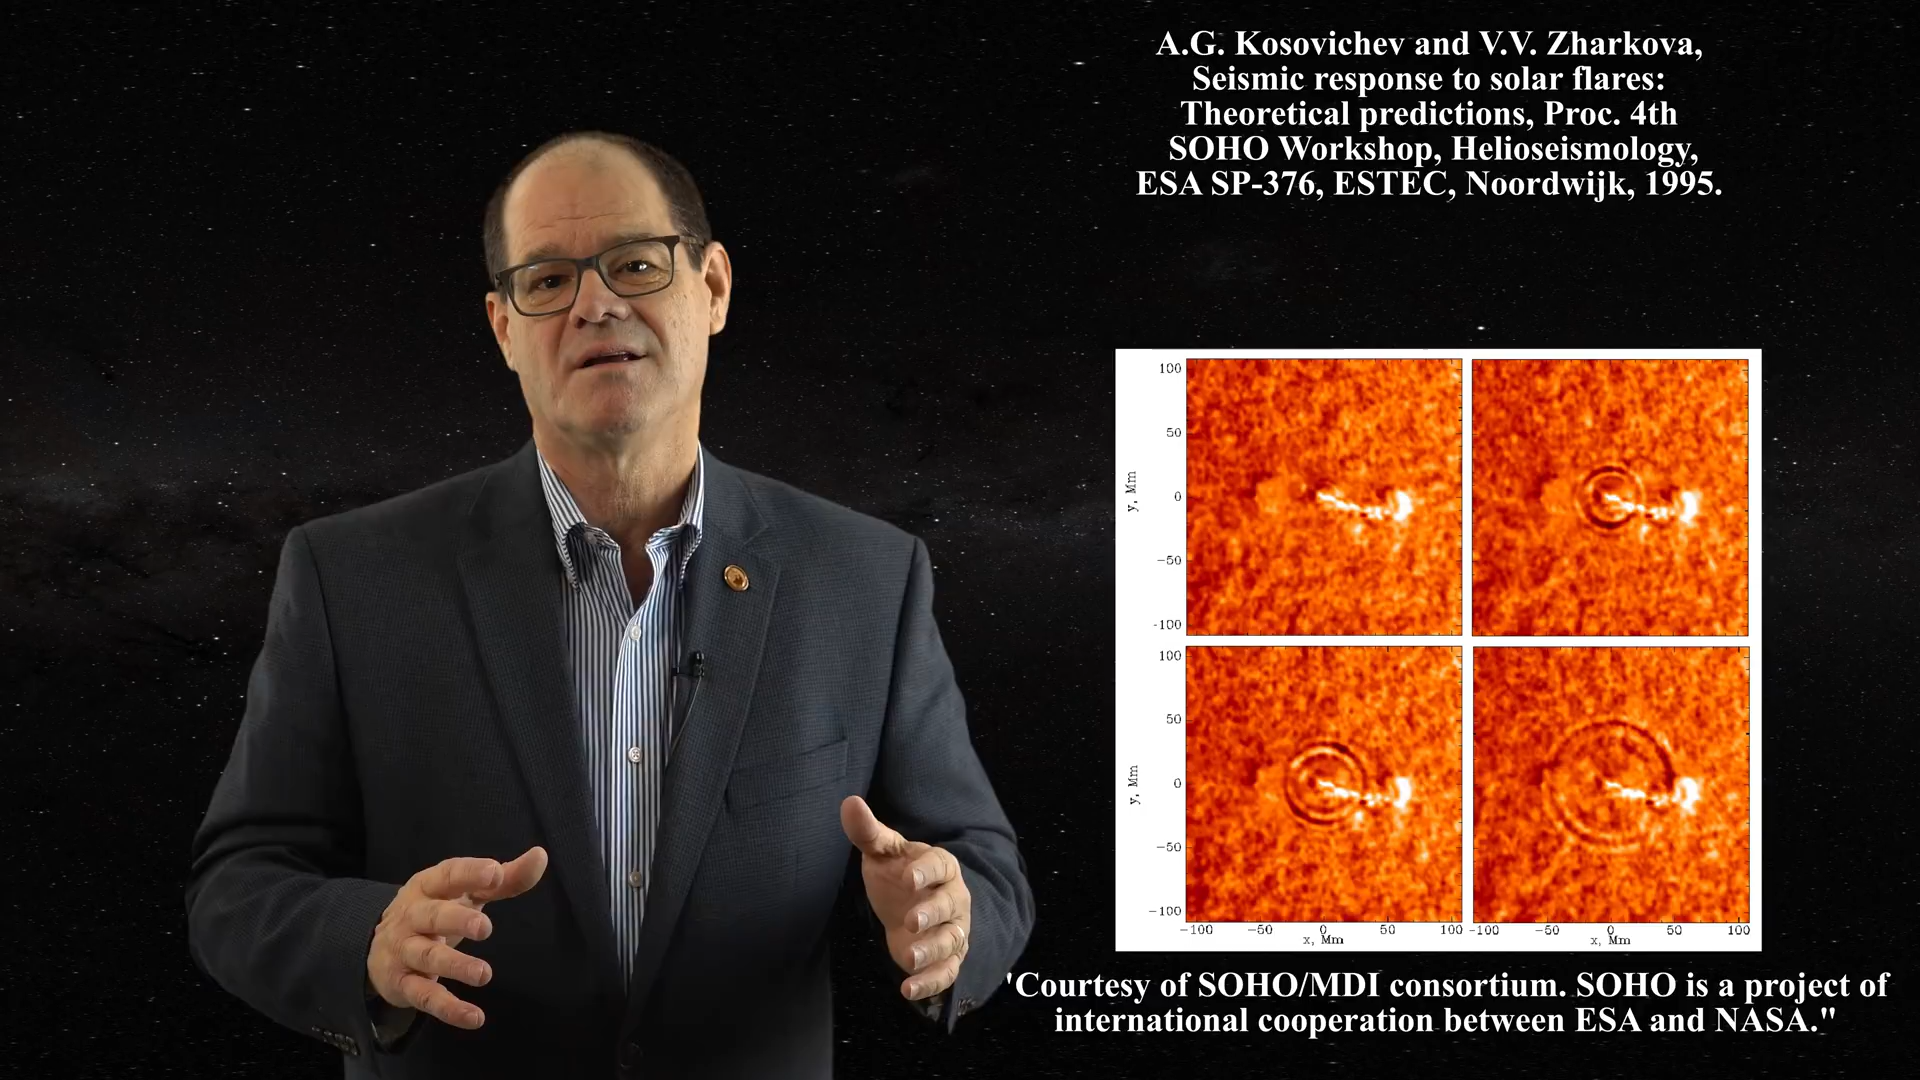 A.G. Kosovichev and V.V. Zharkova,
Seismic response to solar flares:
Theoretical predictions, Proc. 4th
SOHO Workshop, Helioseismology,
ESA SP-376, ESTEC, Noordwijk, 1995.
100
50
0
−50
-100
y, Mm
100
50
0
−50
−100
y, Mm
−100 −50 0 50 100 -100 −50 0 50 100
x, Mm x, Mm
"Courtesy of SOHO/MDI consortium. SOHO is a project of
international cooperation between ESA and NASA."